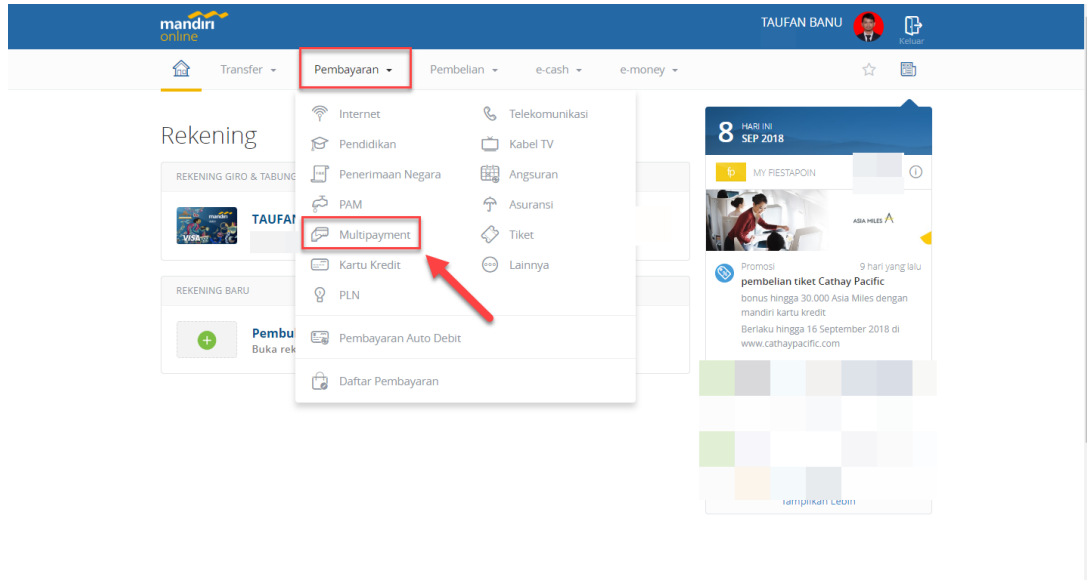 mandiri
online
TAUFAN BANU
Keluar
Transfer
Pembayaran
Pembelian
e-cash
e-money
Rekening
REKENING GIRO & TABUNG
TAUFAN
REKENING BARU
Pembu
Buka rek
Internet
Pendidikan
Penerimaan Negara
PAM
Multipayment
Kartu Kredit
PLN
Telekomunikasi
Kabel TV
Angsuran
Asuransi
Tiket
Lainnya
Pembayaran Auto Debit
Daftar Pembayaran
8 HARI INI
SEP 2018
MY FIESTAPOIN
ASIA MILES
Promosi 9 hari yang lalu
pembelian tiket Cathay Pacific
bonus hingga 30.000 Asia Miles dengan
mandiri kartu kredit
Berlaku hingga 16 September 2018 di
www.cathaypacific.com
Tampilkan Lebih